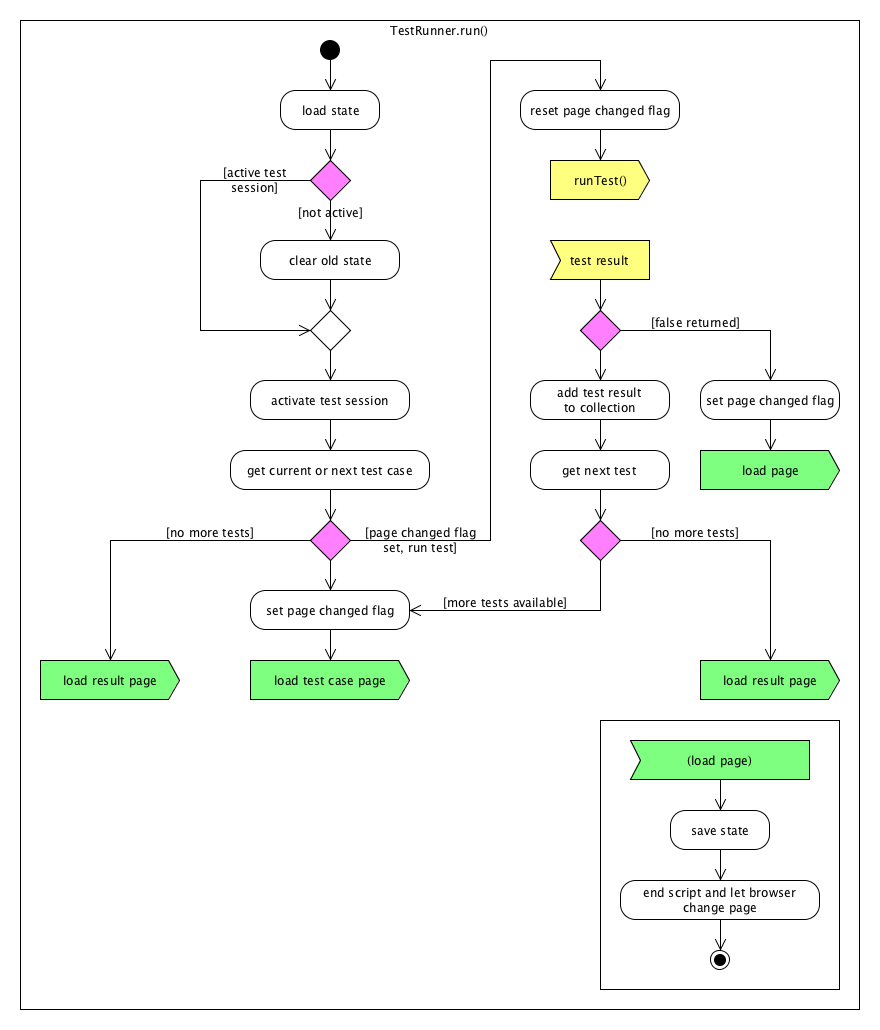 TestRunner.run()
load state
[active test
session]
[not active]
clear old state
activate test session
get current or next test case
[no more tests]
[page changed flag
set, run test]
set page changed flag
load result page
load test case page
reset page changed flag
runTest()
test result
[false returned]
add test result
to collection
set page changed flag
get next test
load page
[no more tests]
[more tests available]
load result page
(load page)
save state
end script and let browser
change page